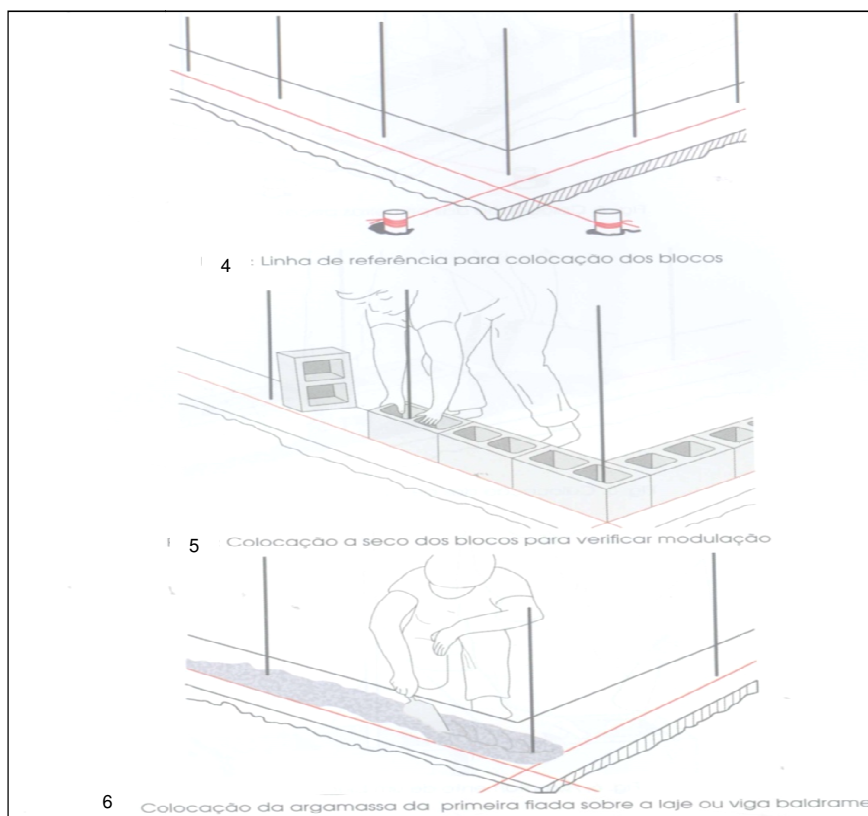 4 : Linha de referência para colocação dos blocos
5 Colocação a seco dos blocos para verificar modulação
6 Colocação da argamassa da primeira fiada sobre a laje ou viga baldrame